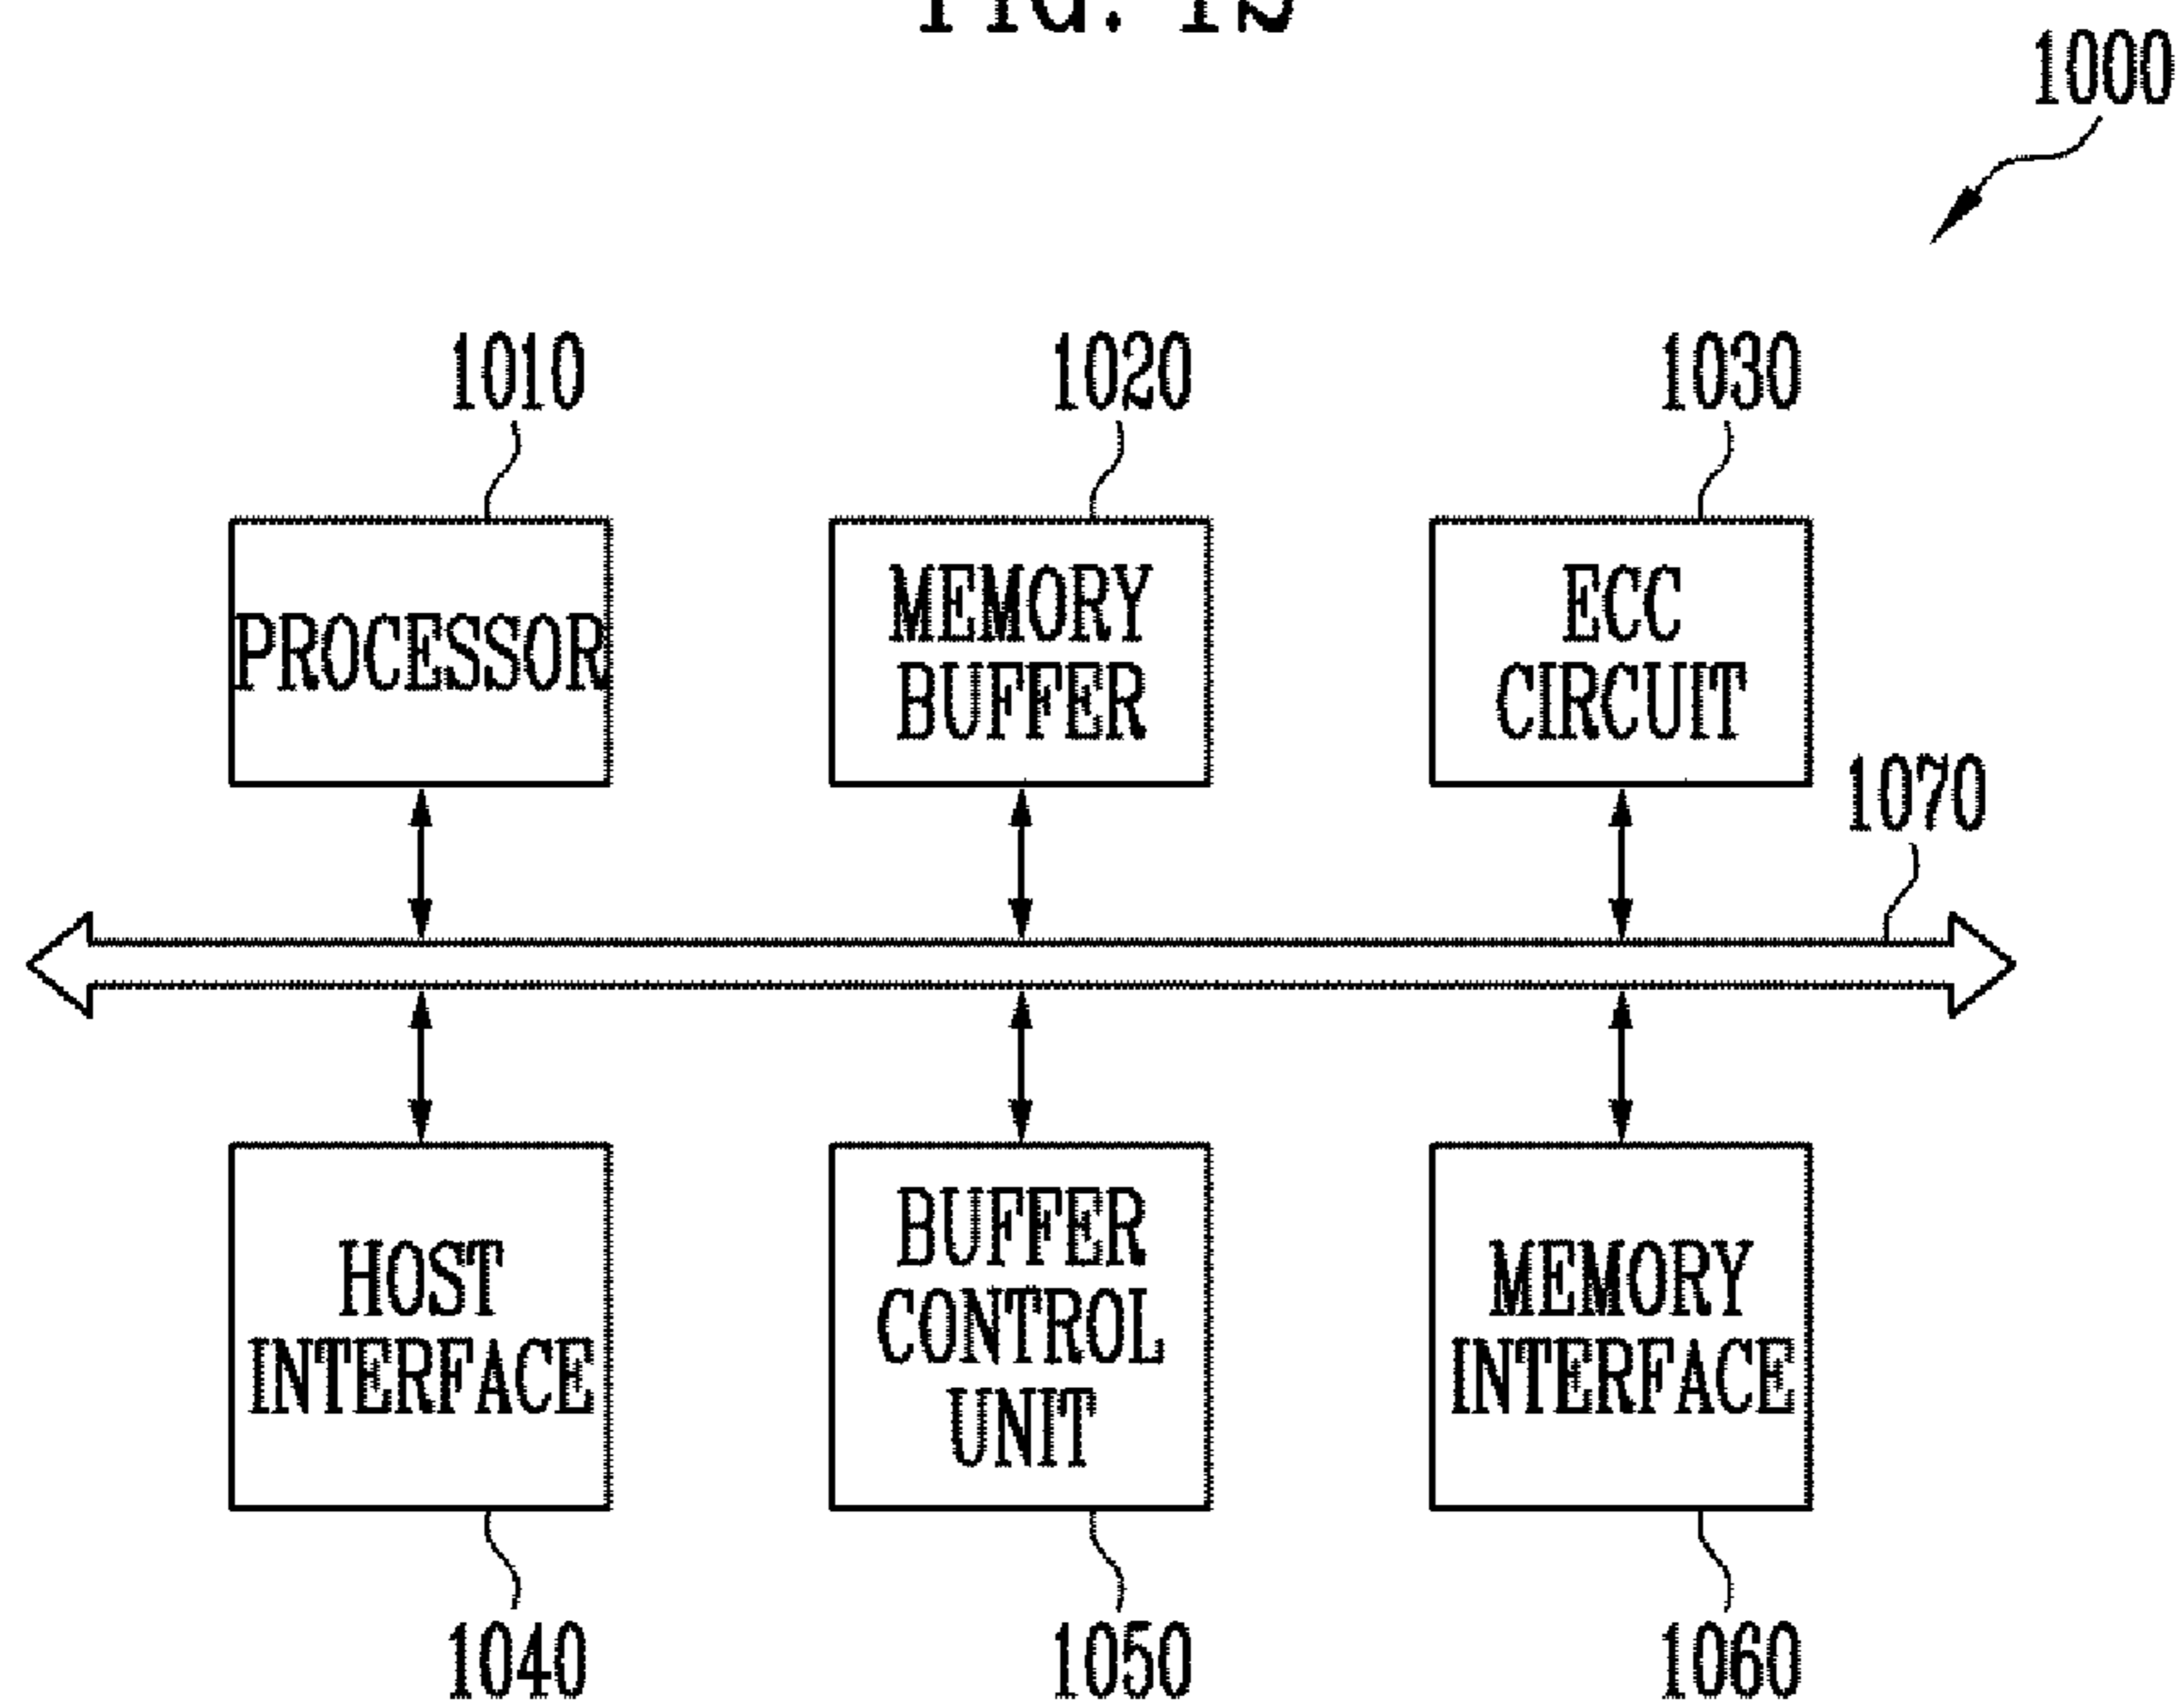 FIG.
1000
1010
1020
1030
PROCESSOR
MEMORY
BUFFER
ECC
CIRCUIT
1070
HOST
INTERFACE
BUFFER
CONTROL
UNIT
MEMORY
INTERFACE
1040
1050
1060